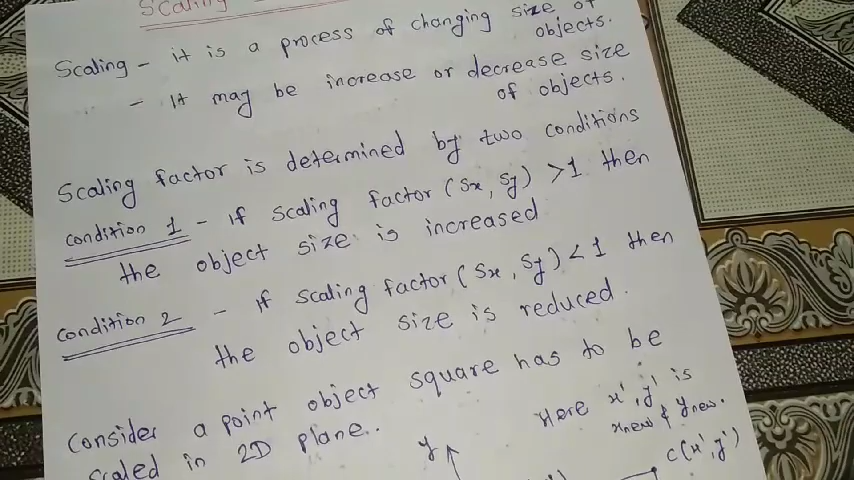 Scaling
Scaling - it is a process of changing size of
objects.
- It may be increase or decrease size
of objects.
Scaling factor is determined by two conditions
condition 1 - if scaling factor (Sx, Sy) >1 then
the object size is increased
condition 2 - if scaling factor (Sx, Sy) < 1 then
the object size is reduced.
Consider a point object square has to be
scaled in 2D plane..
Here x', y' is
xnew & ynew.
y
C(x', y')